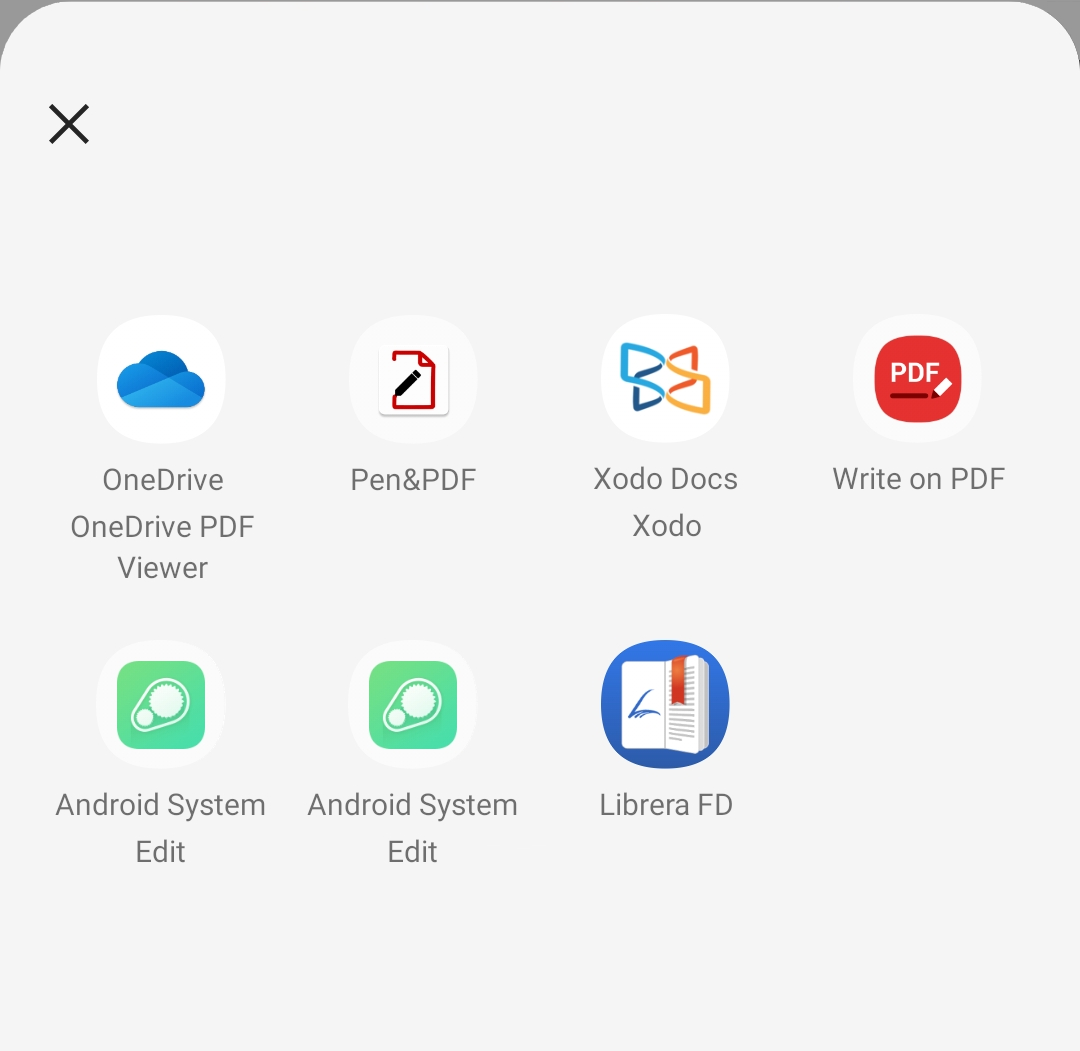 OneDrive
OneDrive PDF
Viewer
Pen&PDF
Xodo Docs
Xodo
PDF
Write on PDF
Android System
Edit
Android System
Edit
Librera FD